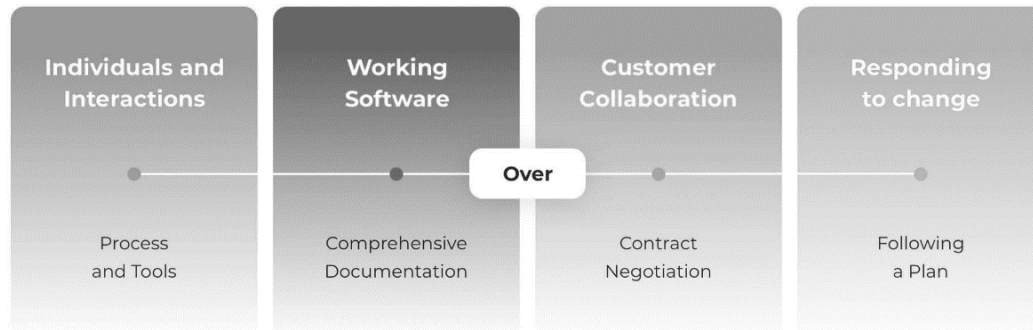 Individuals and
Interactions
Working
Software
Customer
Collaboration
Responding
to change
Over
Process
and Tools
Comprehensive
Documentation
Contract
Negotiation
Following
a Plan